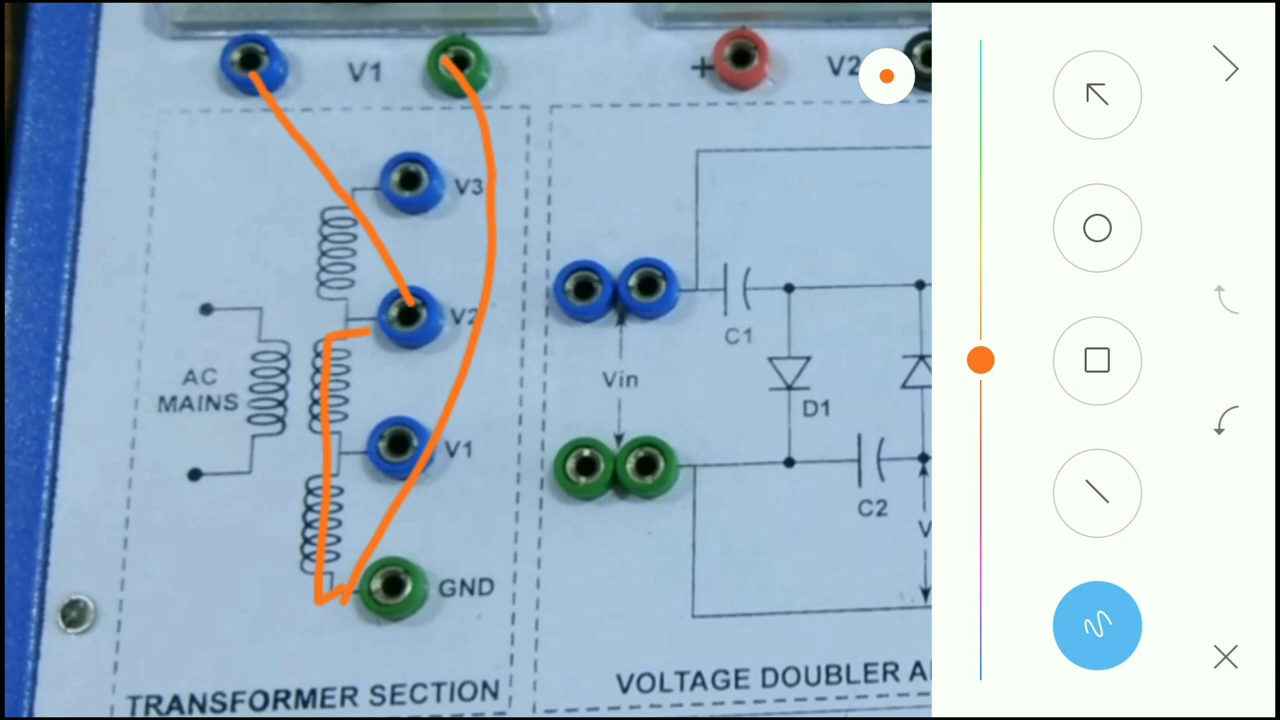 V1
+ V2
V3
V2
V1
GND
AC
MAINS
TRANSFORMER SECTION
C1
Vin
D1
C2
V
VOLTAGE DOUBLER A